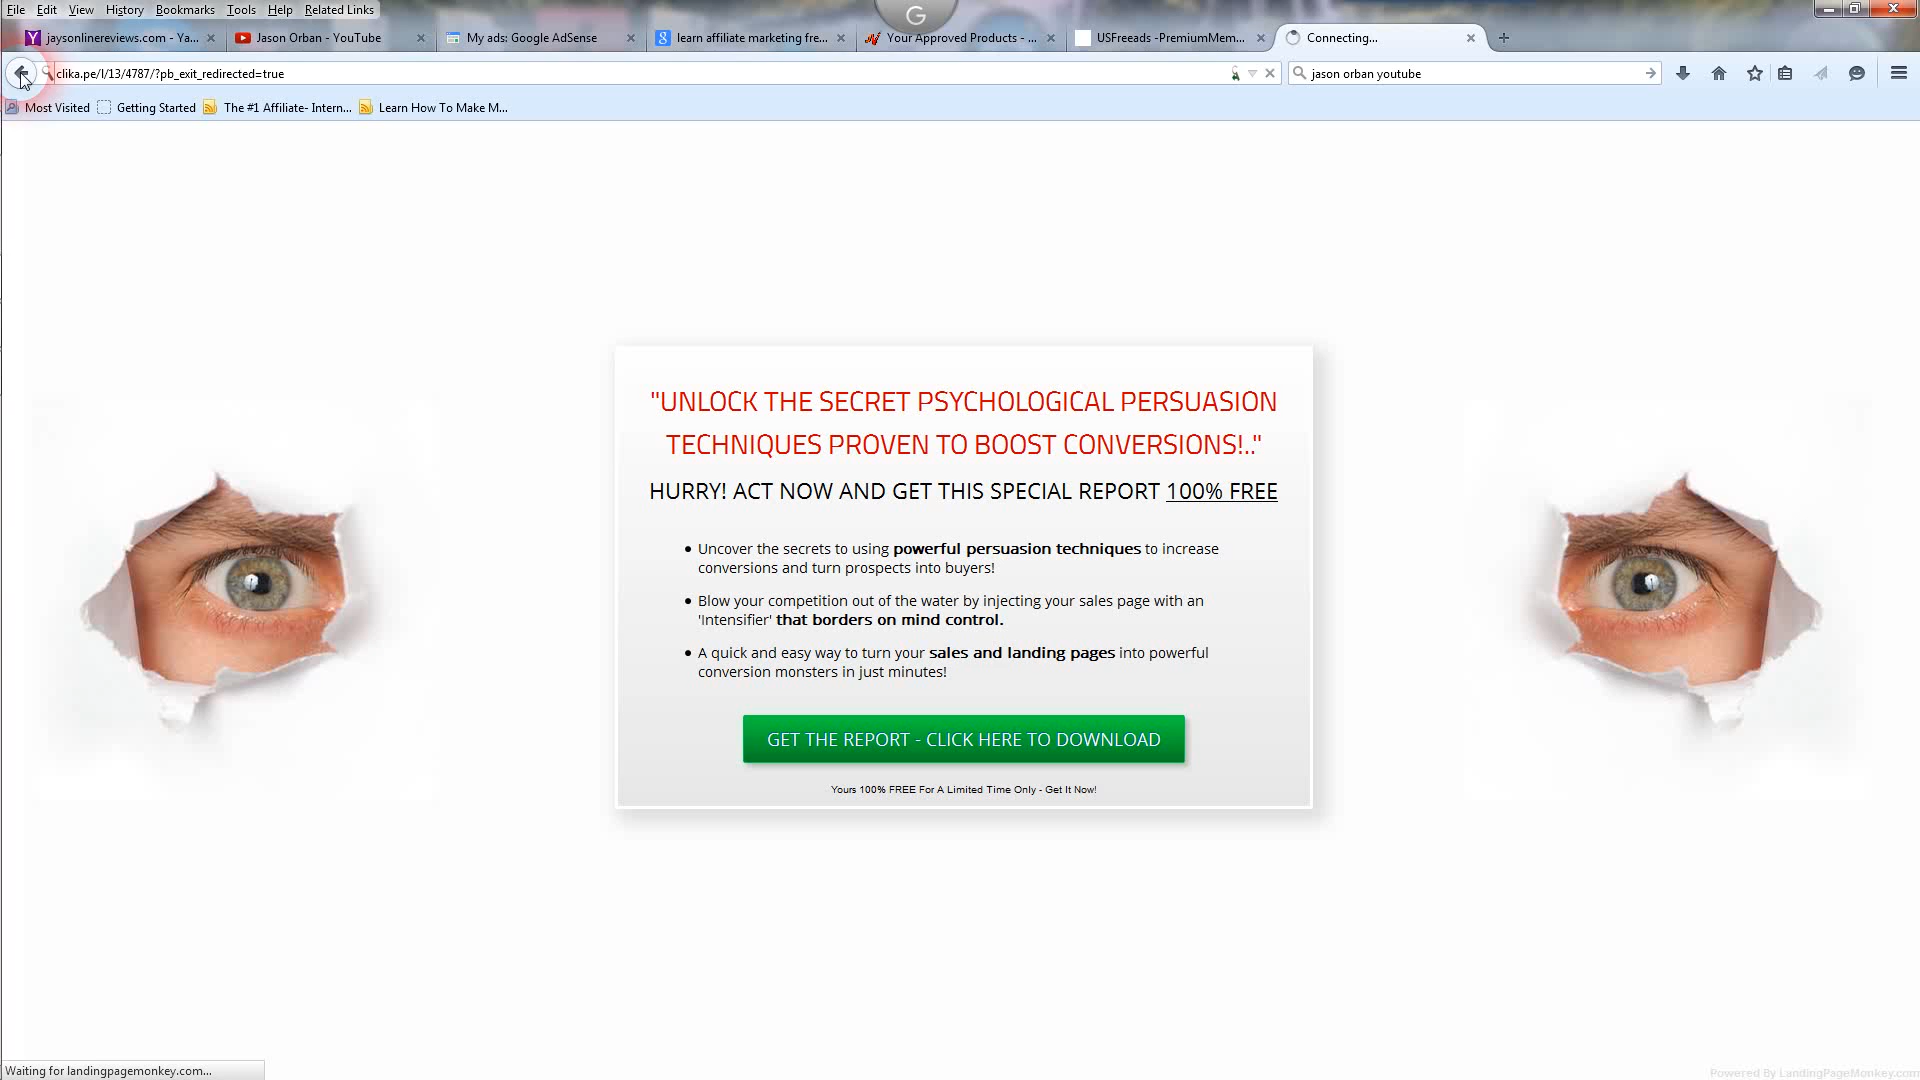 File Edit View History Bookmarks Tools Help Related Links
G
jaysonlinereviews.com - Ya...
Jason Orban - YouTube
My ads: Google AdSense
learn affiliate marketing fre...
Your Approved Products - ...
USFreeads -PremiumMem...
Connecting...
clika.pe/l/13/4787/?pb_exit_redirected=true
jason orban youtube
Most Visited Getting Started The #1 Affiliate- Intern... Learn How To Make M...
"UNLOCK THE SECRET PSYCHOLOGICAL PERSUASION
TECHNIQUES PROVEN TO BOOST CONVERSIONS!.."
HURRY! ACT NOW AND GET THIS SPECIAL REPORT 100% FREE
• Uncover the secrets to using powerful persuasion techniques to increase
conversions and turn prospects into buyers!
• Blow your competition out of the water by injecting your sales page with an
'Intensifier' that borders on mind control.
• A quick and easy way to turn your sales and landing pages into powerful
conversion monsters in just minutes!
GET THE REPORT - CLICK HERE TO DOWNLOAD
Yours 100% FREE For A Limited Time Only - Get It Now!
Waiting for landingpagemonkey.com...
Powered By LandingPageMonkey.com